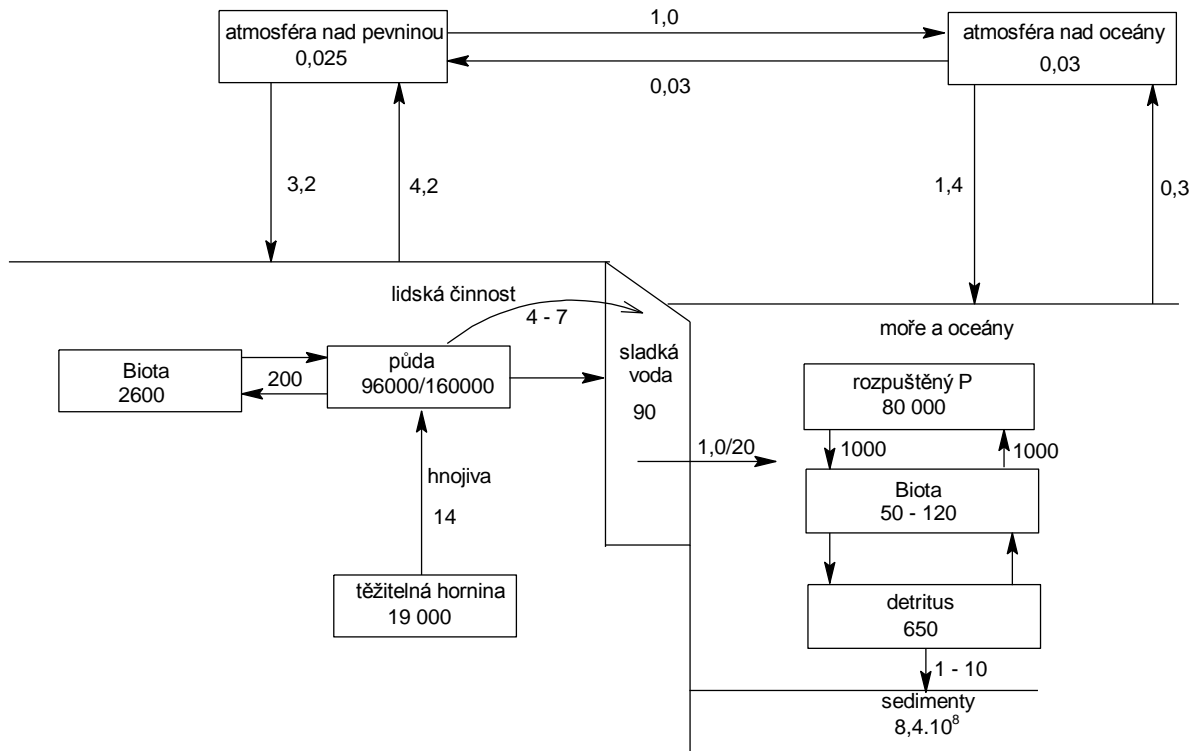 atmosféra nad pevninou
0,025
1,0
atmosféra nad oceány
0,03
0,03
3,2
4,2
1,4
0,3
lidská činnost
4 - 7
moře a oceány
Biota
2600
200
půda
96000/160000
sladká
voda
90
rozpuštěný P
80 000
1000
1000
1,0/20
hnojiva
14
Biota
50 - 120
těžitelná hornina
19 000
detritus
650
1 - 10
sedimenty
8,4.10⁸